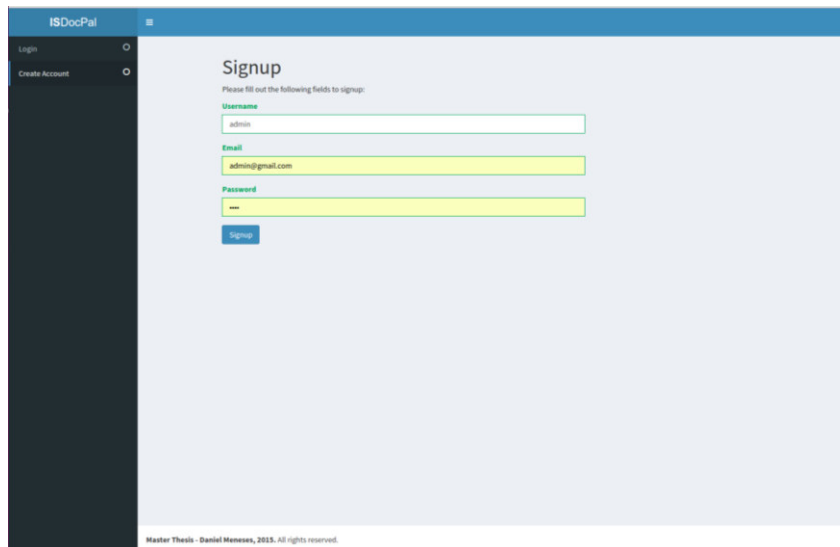 ISDocPal
Login
Create Account
Signup
Please fill out the following fields to signup:
Username
admin
Email
admin@gmail.com
Password
••••
Signup
Master Thesis - Daniel Meneses, 2015. All rights reserved.